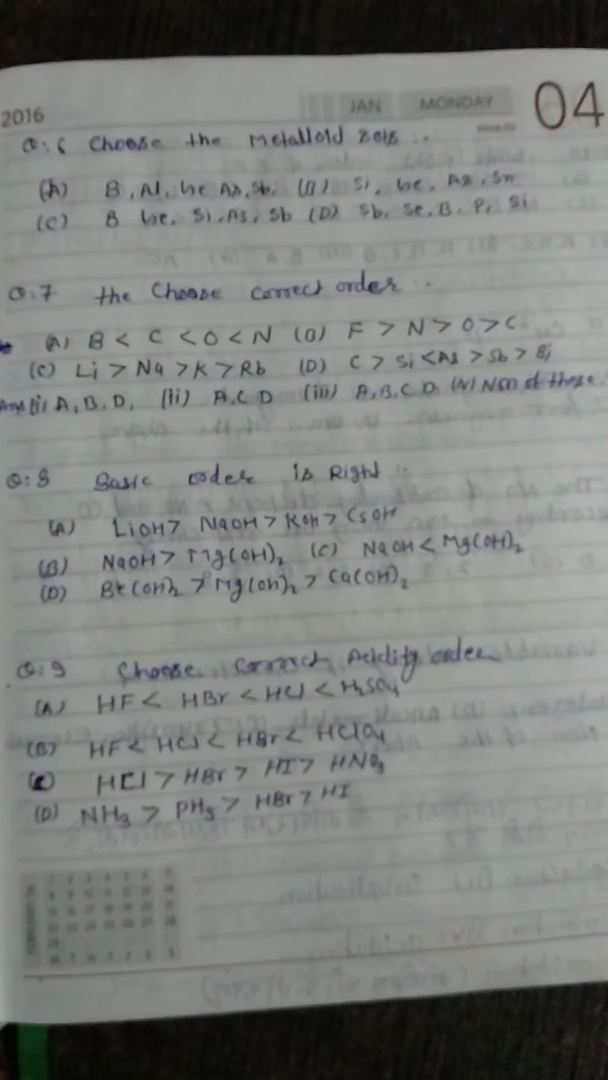 2016 JAN MONDAY 04
Q:6 Choose the Metalloid :-
(A) B, Al, Ge As, Sb, (B) Si, Ge, As, Sn
(C) B Ge, Si, As, Sb (D) Sb, Se, B, P, Si
Q:7 the Choose correct order -
(A) B < C < O < N (B) F > N > O > C
(C) Li > Na > K > Rb (D) C > Si < As > Sb > Bi
Ans (i) A, B, D, (ii) A, C D (iii) A, B, C D (iv) Non of these.
Q:8 Basic order Is Right :-
(A) LiOH > NaOH > KOH > CsOH
(B) NaOH > Mg(OH)₂ (C) NaOH < Mg(OH)₂
(D) Be(OH)₂ > Mg(OH)₂ > Ca(OH)₂
Q:9 Choose Correct Acidity order
(A) HF < HBr < HCl < H₂SO₄
(B) HF < HCl < HBr < HClO₄
HCl > HBr > HI > HNO₃
(D) NH₃ > PH₃ > HBr > HI